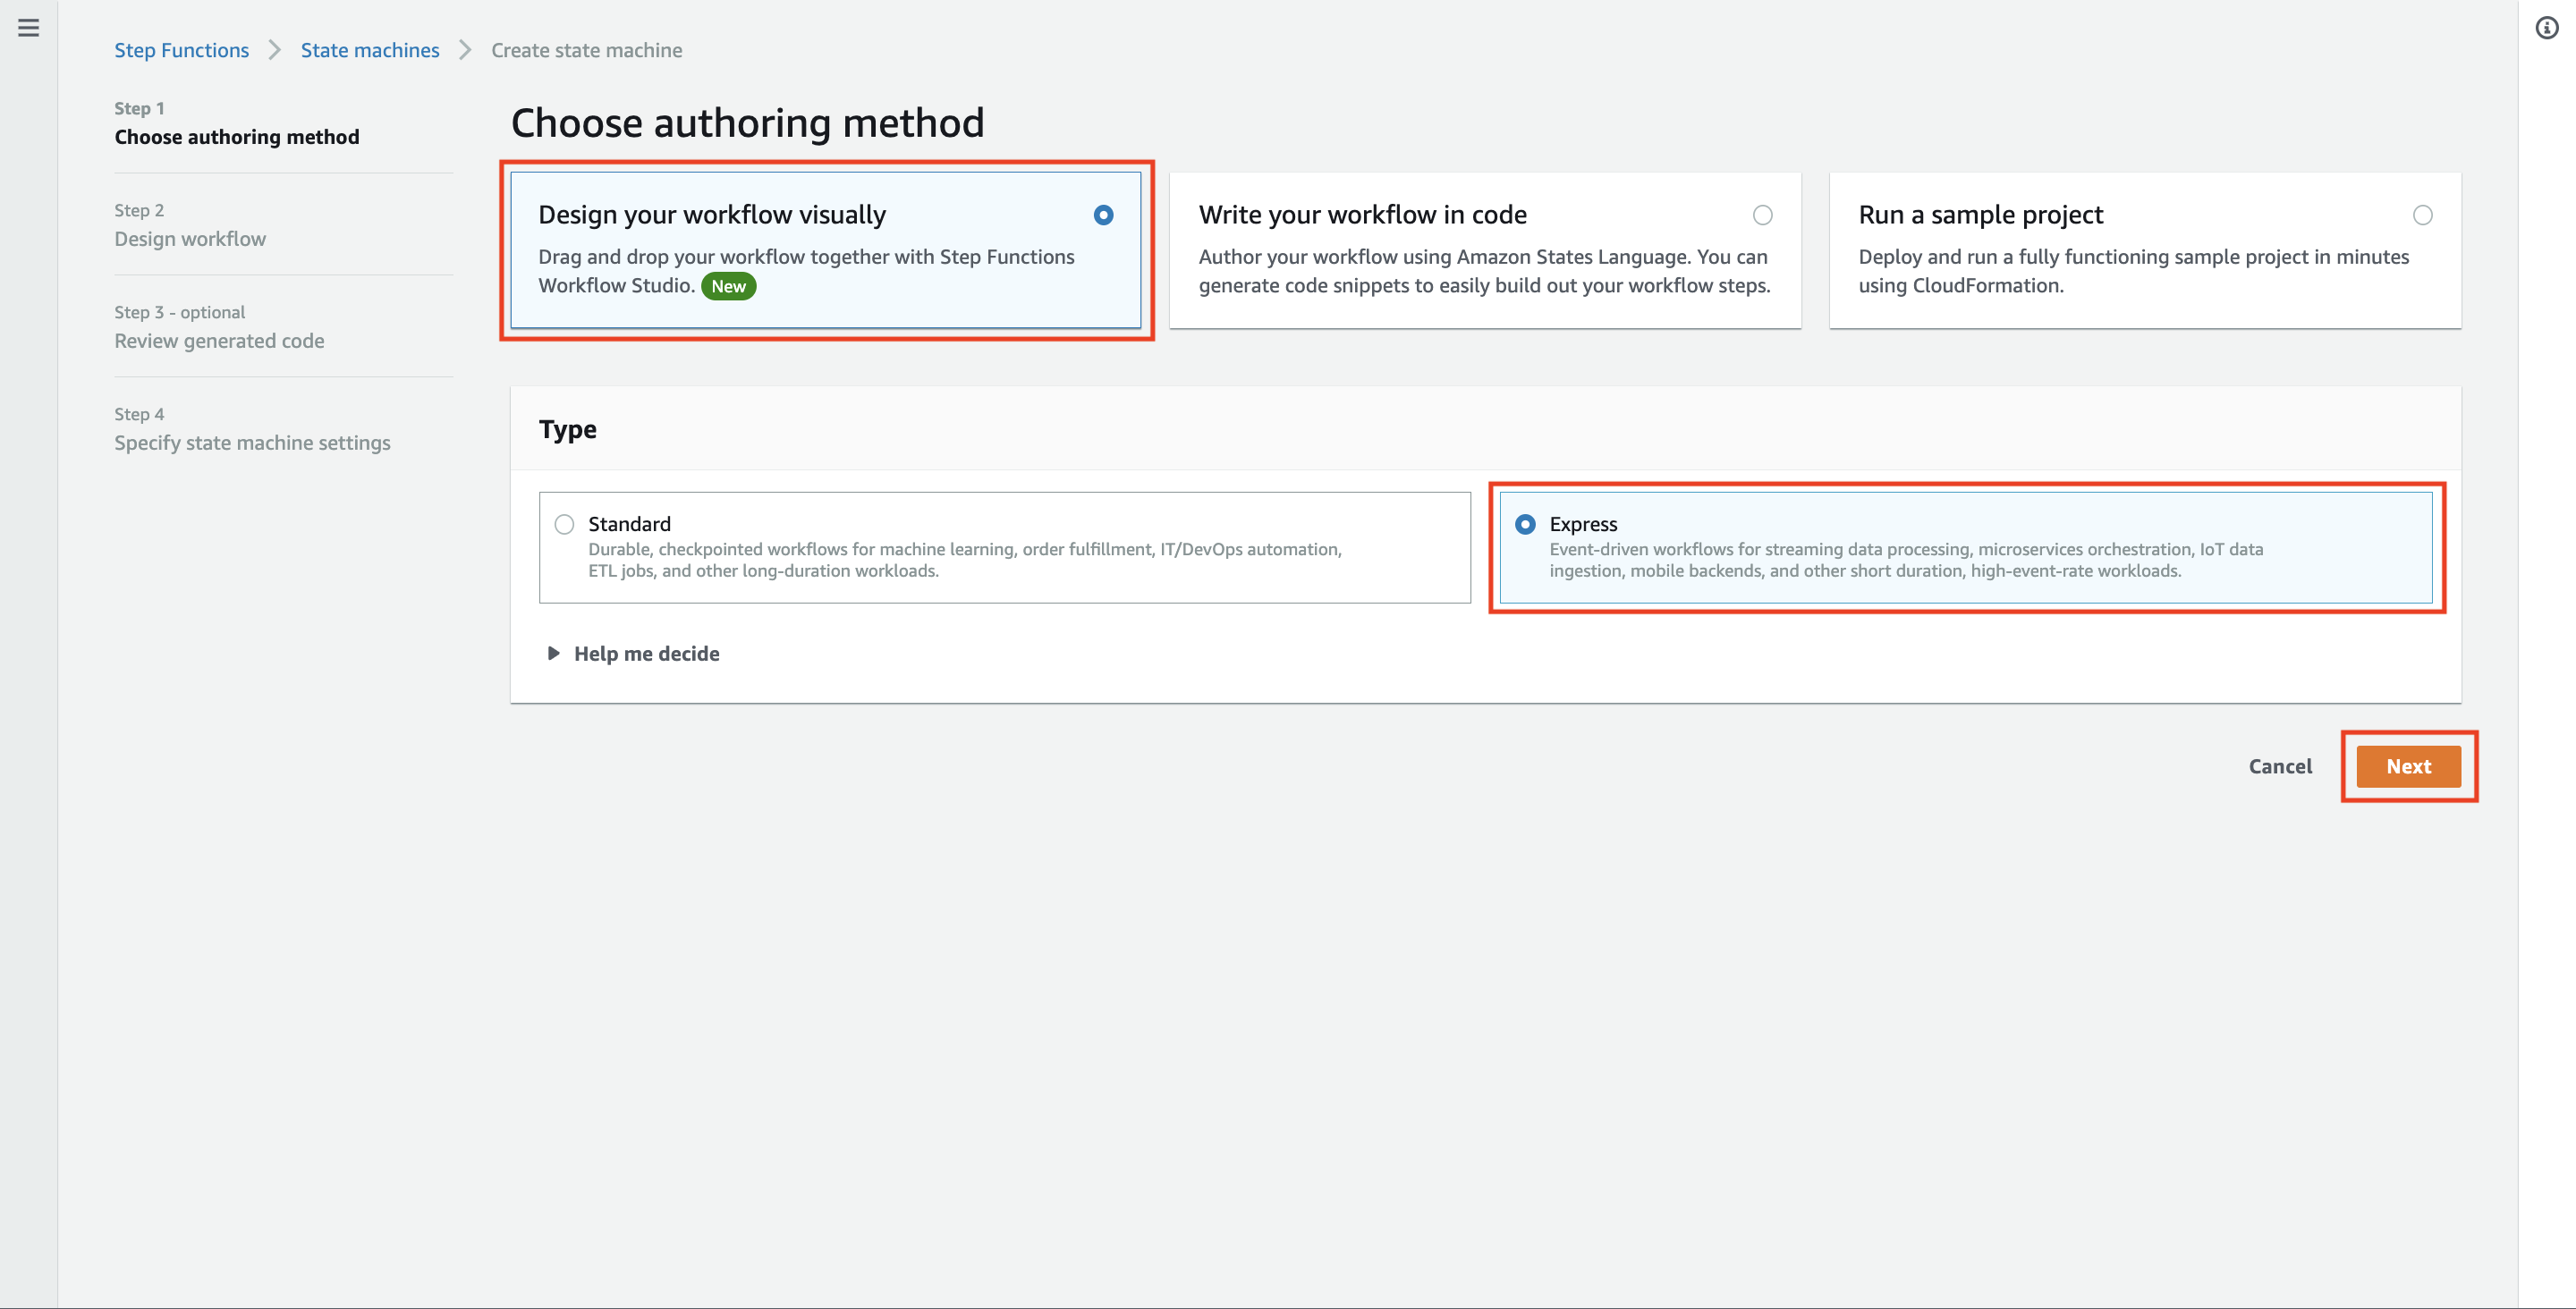 Step Functions
State machines
Create state machine
Step 1
Choose authoring method
Step 2
Design workflow
Step 3 - optional
Review generated code
Step 4
Specify state machine settings
Choose authoring method
Design your workflow visually
Drag and drop your workflow together with Step Functions
Workflow Studio. New
Write your workflow in code
Author your workflow using Amazon States Language. You can
generate code snippets to easily build out your workflow steps.
Run a sample project
Deploy and run a fully functioning sample project in minutes
using CloudFormation.
Type
Standard
Durable, checkpointed workflows for machine learning, order fulfillment, IT/DevOps automation,
ETL jobs, and other long-duration workloads.
Express
Event-driven workflows for streaming data processing, microservices orchestration, IoT data
ingestion, mobile backends, and other short duration, high-event-rate workloads.
Help me decide
Cancel
Next